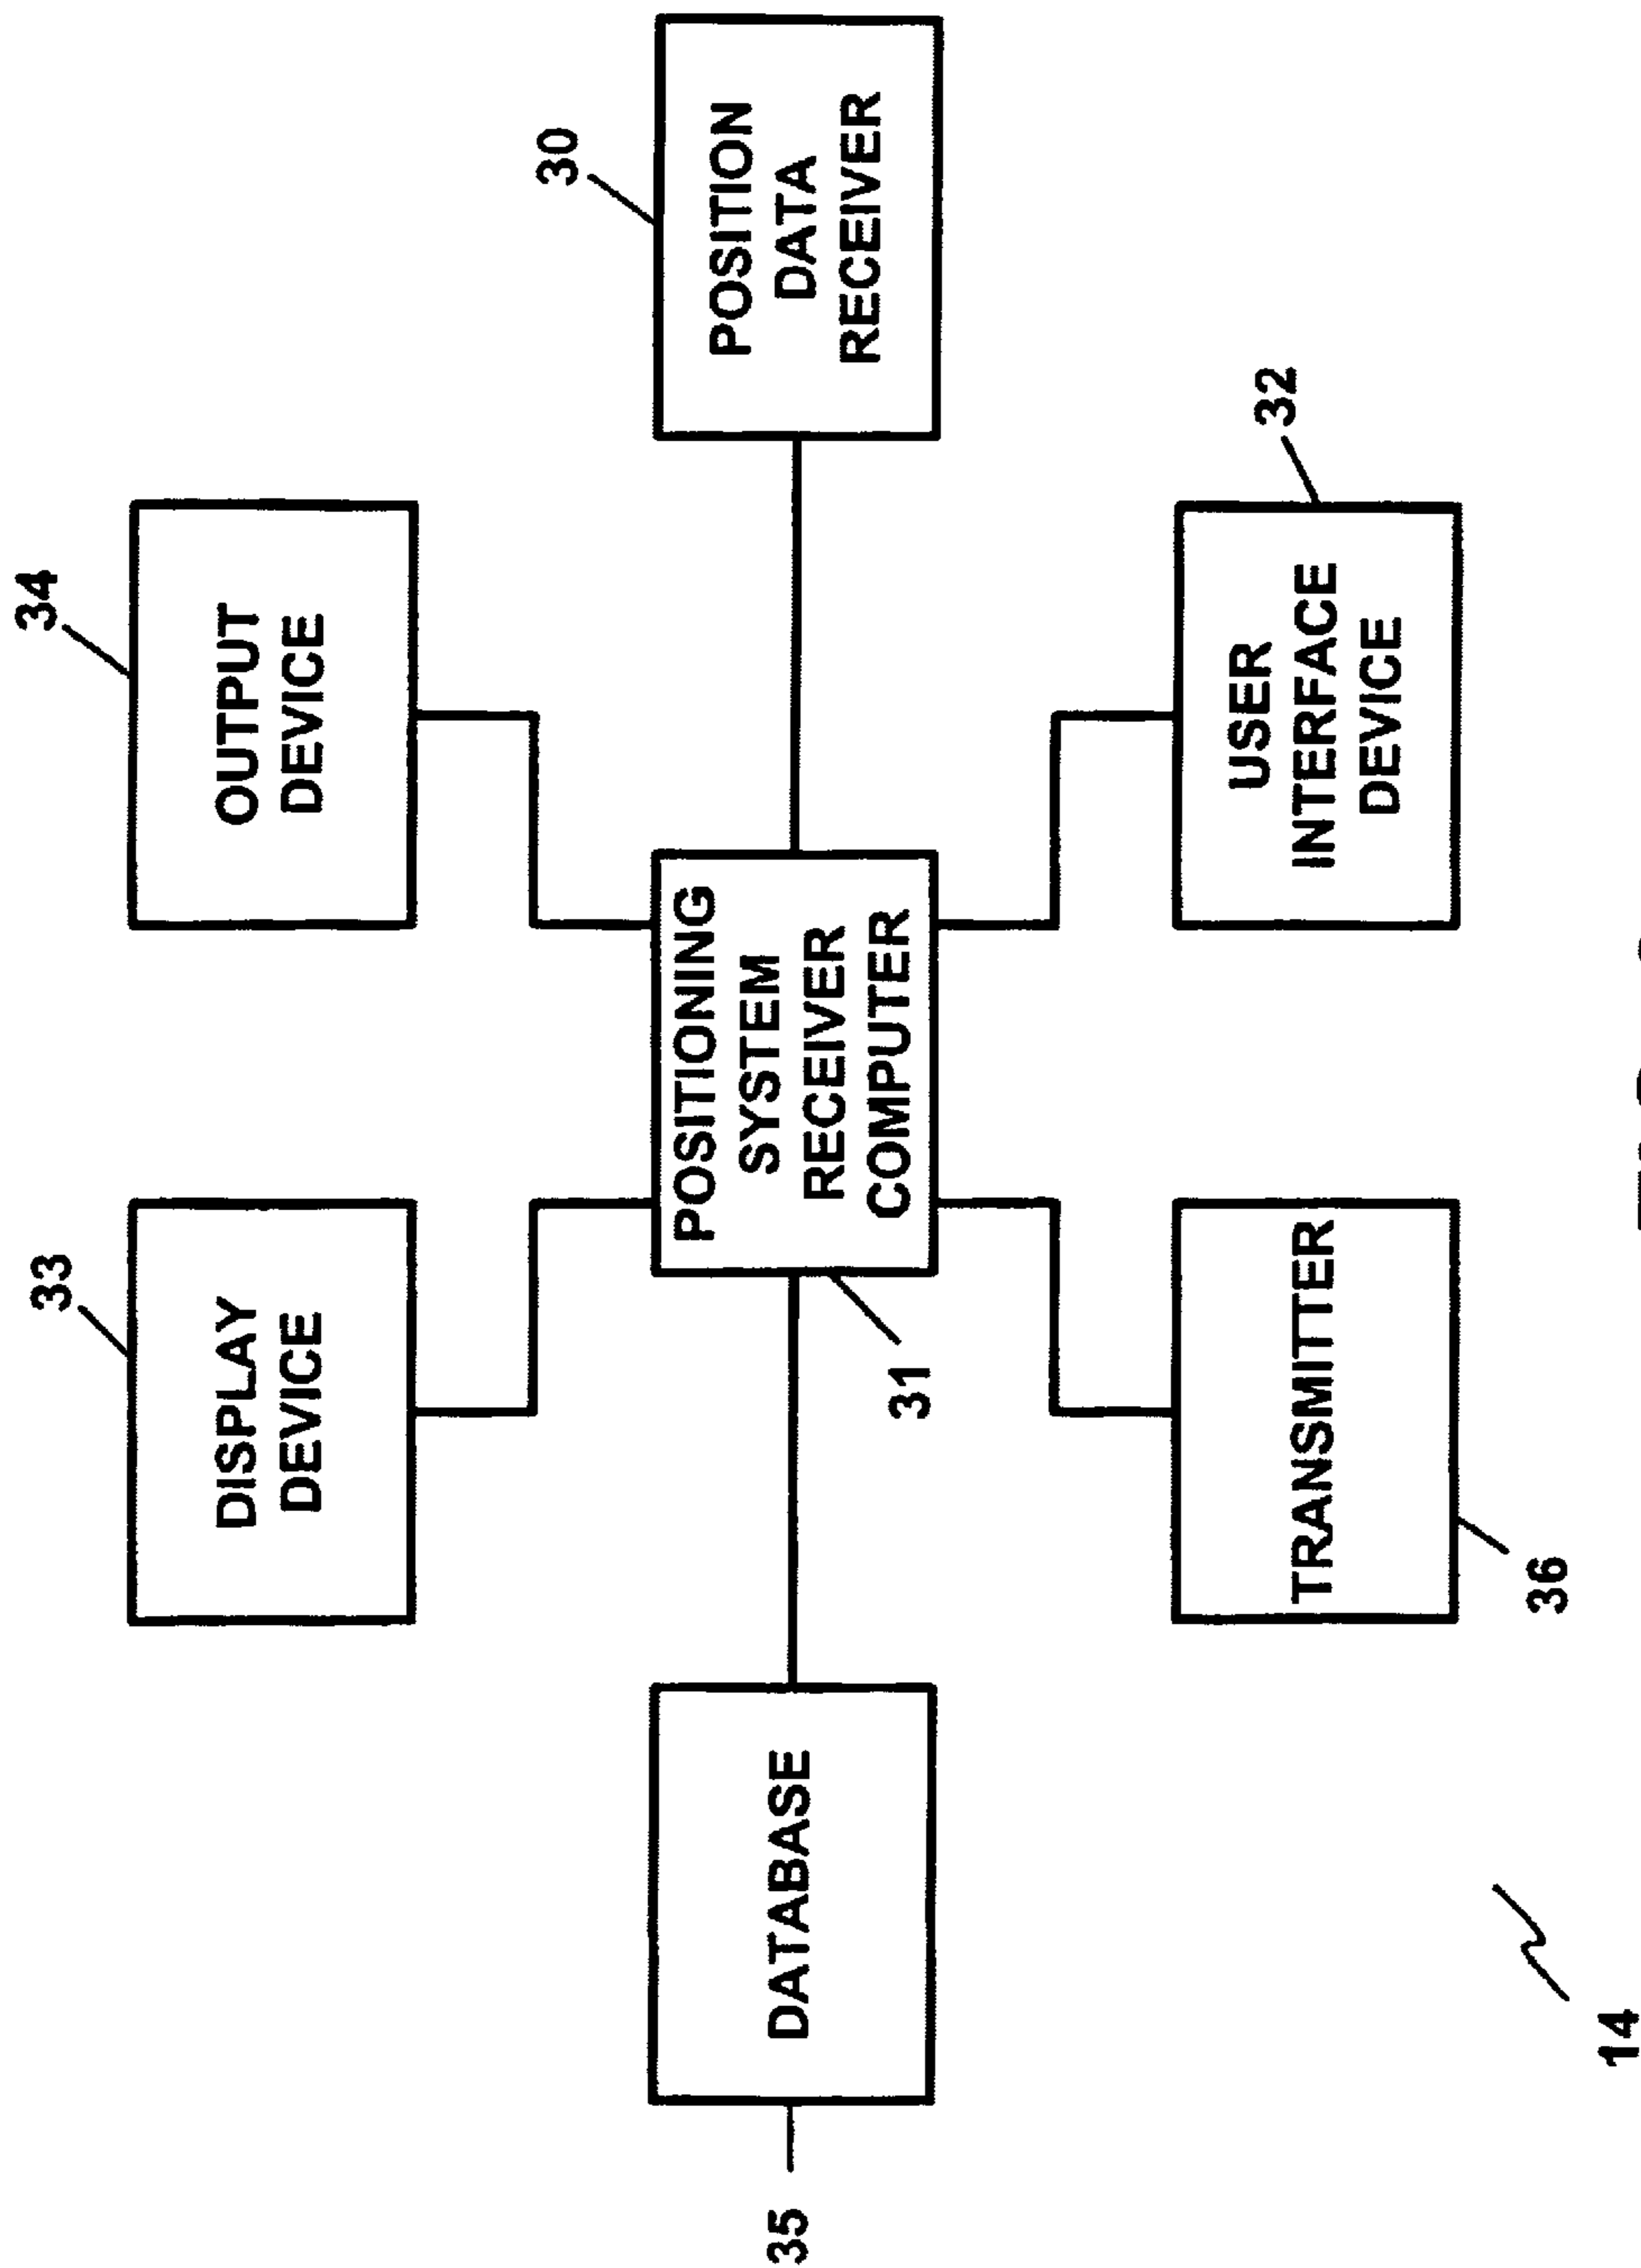 33
DISPLAY
DEVICE
34
OUTPUT
DEVICE
35
DATABASE
POSITIONING
SYSTEM
RECEIVER
COMPUTER
31
30
POSITION
DATA
RECEIVER
TRANSMITTER
36
32
USER
INTERFACE
DEVICE
14